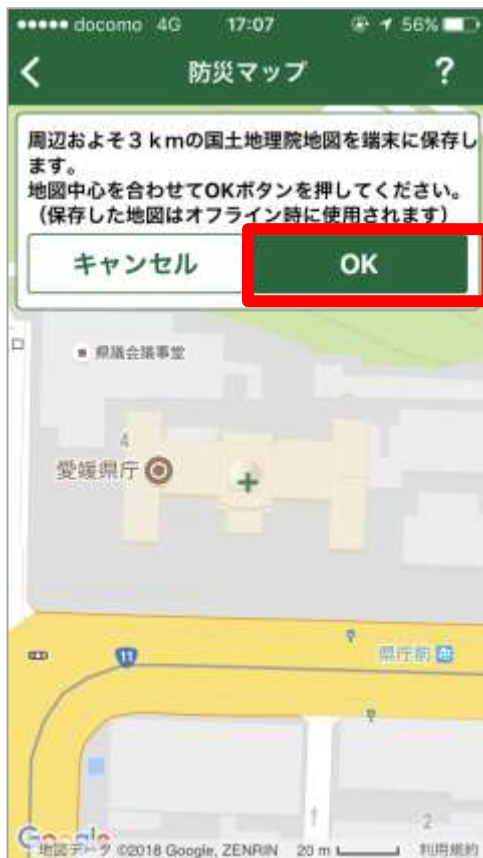 docomo 4G 17:07 56%
防災マップ ?
周辺およそ3kmの国土地理院地図を端末に保存し
ます。
地図中心を合わせてOKボタンを押してください。
(保存した地図はオフライン時に使用されます)
キャンセル OK
口
県議会議事堂
4
愛媛県庁
11
県庁前
2
Google
地図データ ©2018 Google, ZENRIN 20 m 利用規約